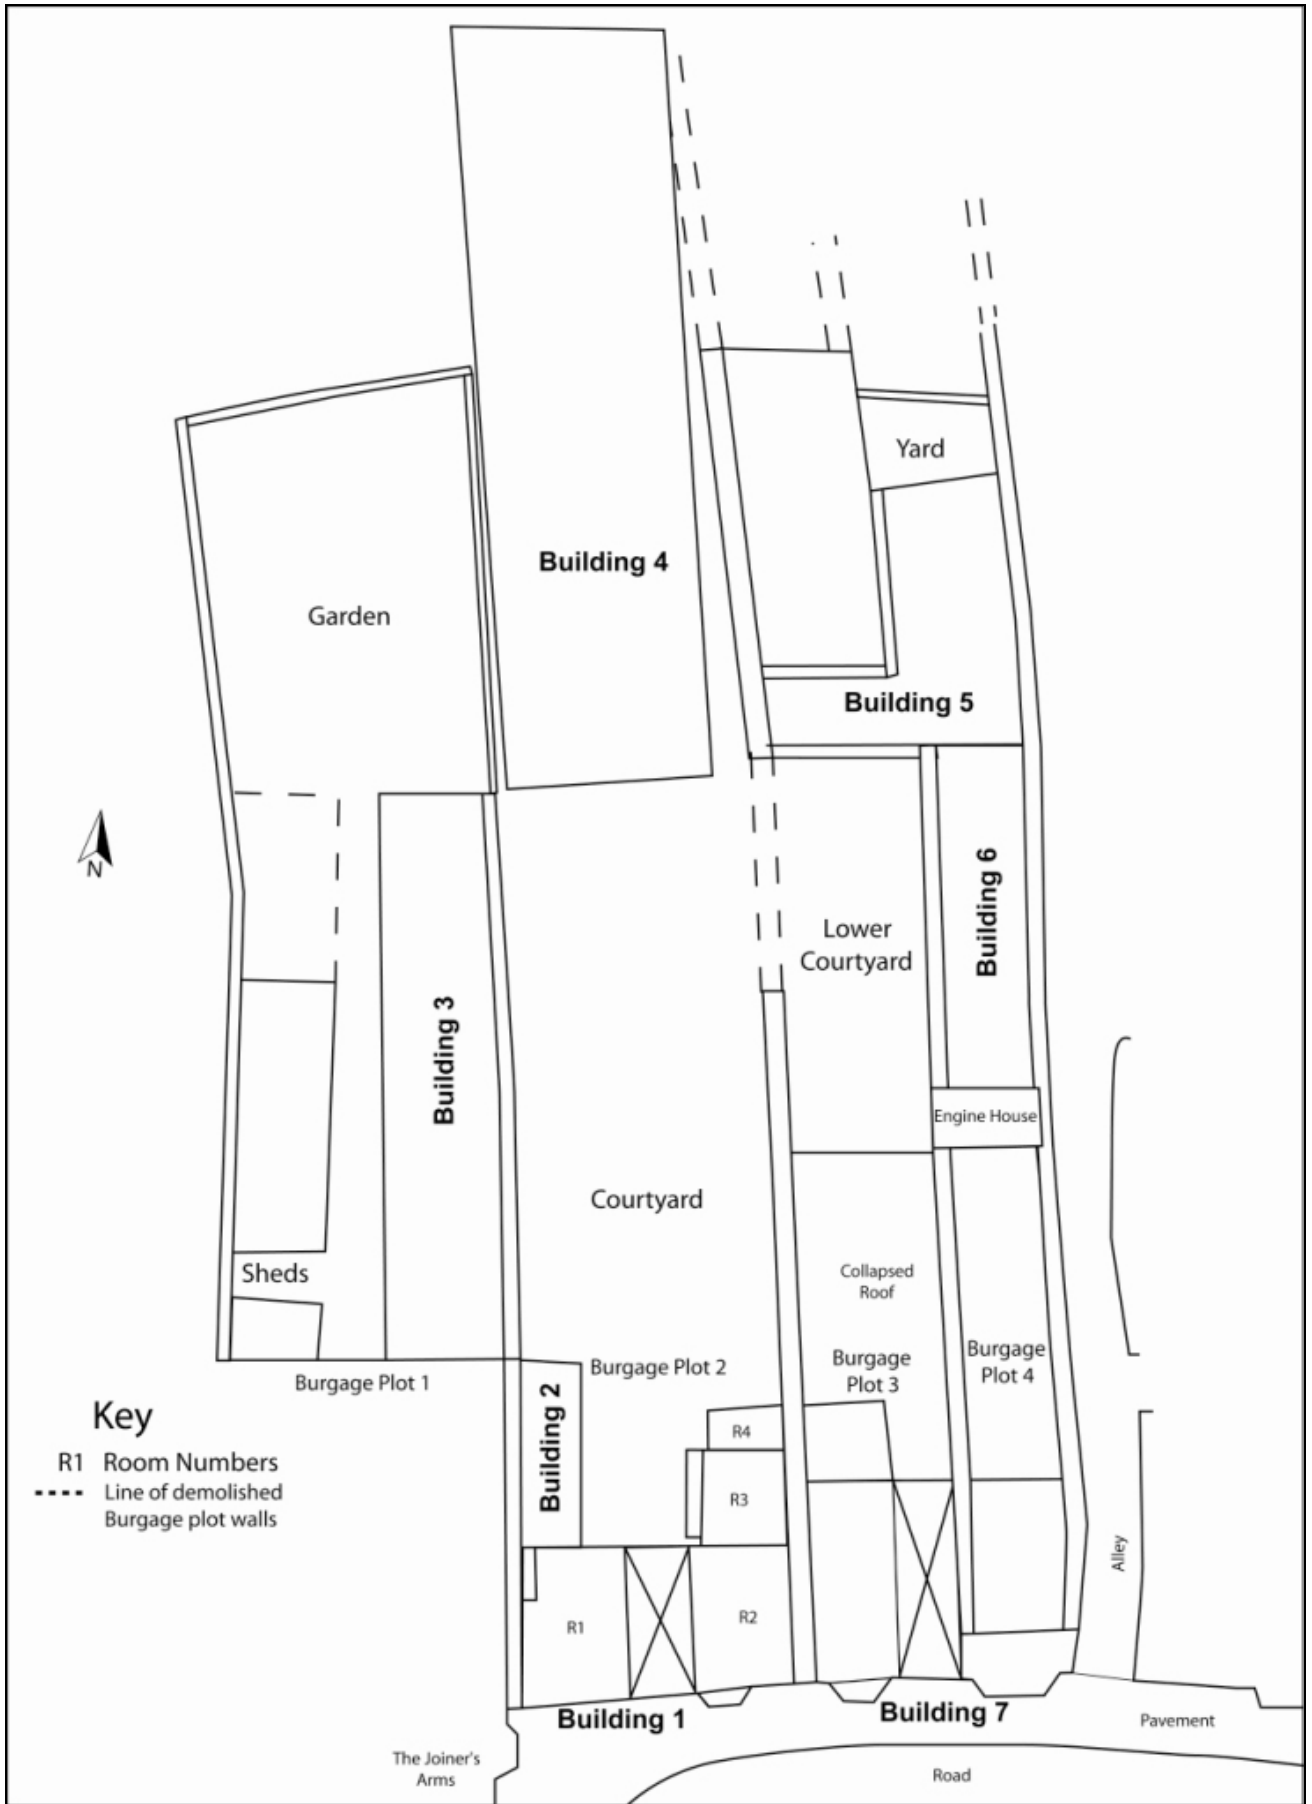 Yard
Building 4
Garden
Building 5
N
Building 6
Lower
Courtyard
Building 3
Engine House
Courtyard
Sheds
Collapsed
Roof
Burgage Plot 1
Burgage Plot 2
Burgage
Plot 3
Burgage
Plot 4
Key
R1 Room Numbers
Line of demolished
Burgage plot walls
Building 2
R4
R3
Alley
R1
R2
Building 1
Building 7
Pavement
The Joiner's
Arms
Road